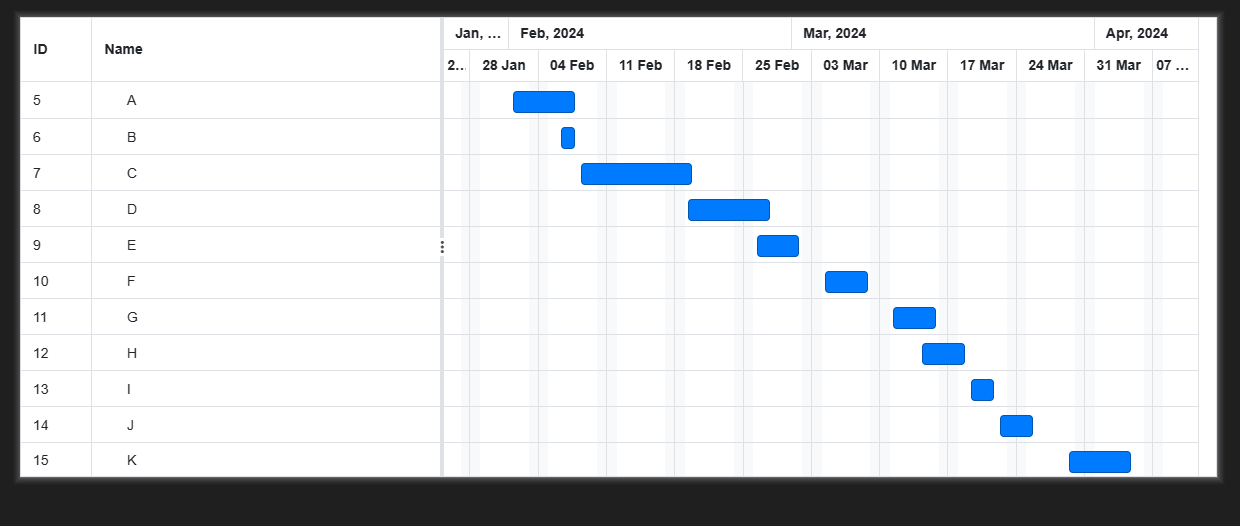 ID Name Jan, ... Feb, 2024 Mar, 2024 Apr, 2024
2... 28 Jan 04 Feb 11 Feb 18 Feb 25 Feb 03 Mar 10 Mar 17 Mar 24 Mar 31 Mar 07 ...
5 A
6 B
7 C
8 D
9 E
10 F
11 G
12 H
13 I
14 J
15 K